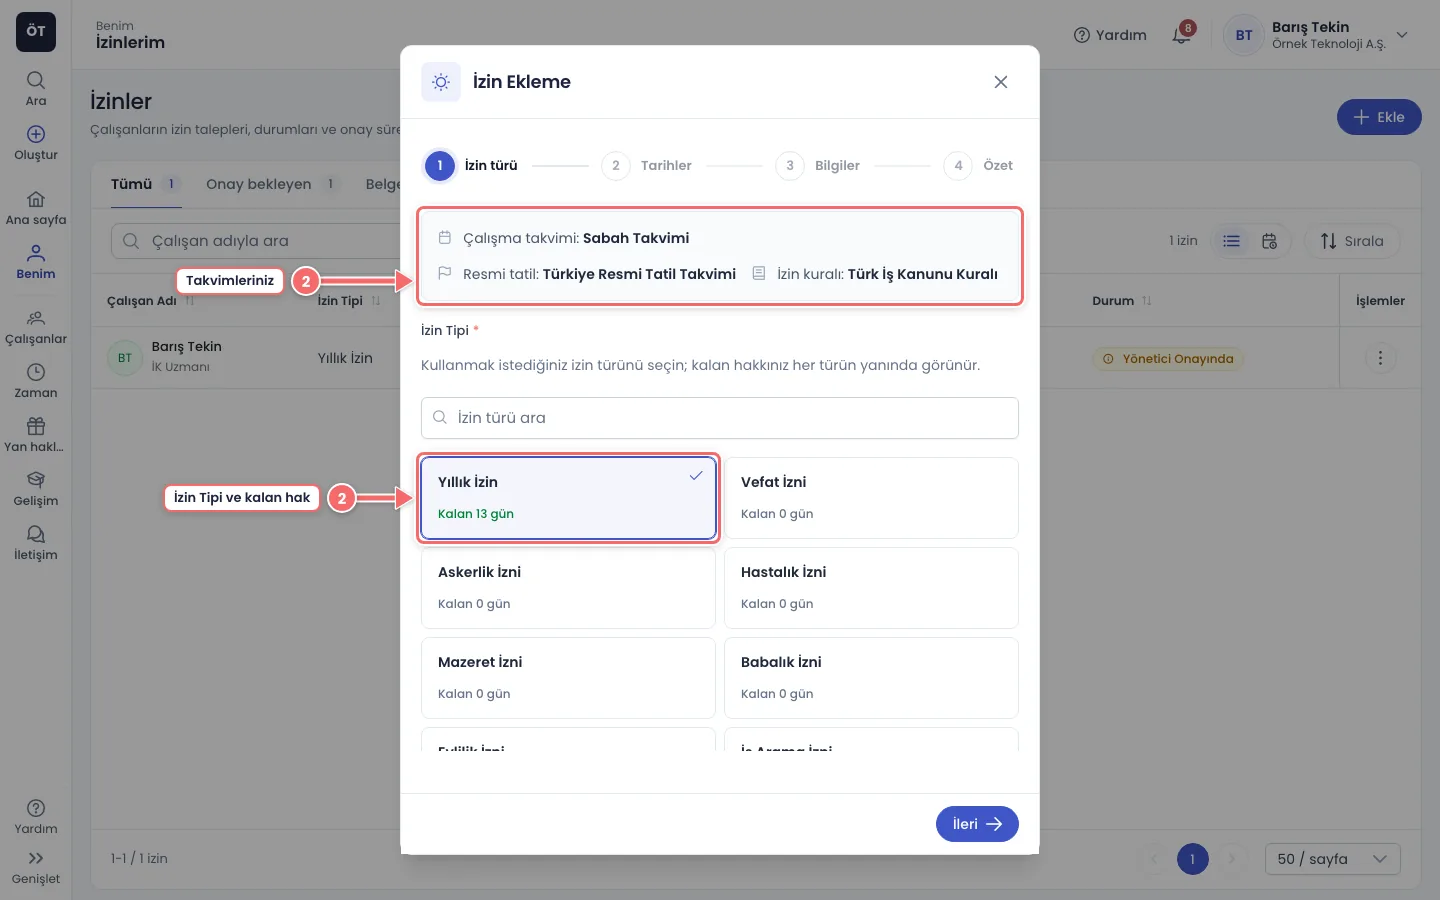 ÖT
Benim
İzinlerim
Yardım
8
BT
Barış Tekin
Örnek Teknoloji A.Ş.
Ara
Oluştur
Ana sayfa
Benim
Çalışanlar
Zaman
Yan hakl...
Gelişim
İletişim
Yardım
Genişlet
İzinler
Çalışanların izin talepleri, durumları ve onay süre
Ekle
Tümü 1
Onay bekleyen 1
Belge
Çalışan adıyla ara
1 izin
Sırala
Çalışan Adı
İzin Tipi
Durum
İşlemler
BT
Barış Tekin
İK Uzmanı
Yıllık İzin
Yönetici Onayında
1-1 / 1 izin
1
50 / sayfa
İzin Ekleme
1 İzin türü
2 Tarihler
3 Bilgiler
4 Özet
Takvimleriniz 2
Çalışma takvimi: Sabah Takvimi
Resmi tatil: Türkiye Resmi Tatil Takvimi İzin kuralı: Türk İş Kanunu Kuralı
İzin Tipi *
Kullanmak istediğiniz izin türünü seçin; kalan hakkınız her türün yanında görünür.
İzin türü ara
İzin Tipi ve kalan hak 2
Yıllık İzin
Kalan 13 gün
Vefat İzni
Kalan 0 gün
Askerlik İzni
Kalan 0 gün
Hastalık İzni
Kalan 0 gün
Mazeret İzni
Kalan 0 gün
Babalık İzni
Kalan 0 gün
Evlilik İzni
İş Arama İzni
İleri